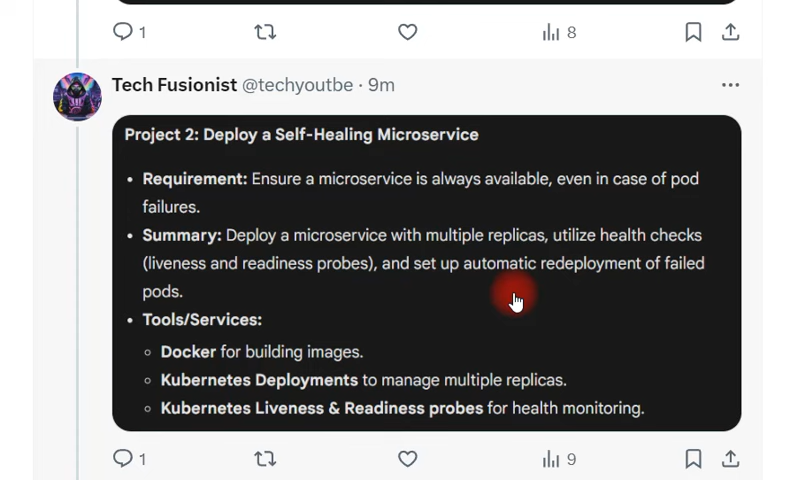 1
8
Tech Fusionist @techyoutbe · 9m
Project 2: Deploy a Self-Healing Microservice
• Requirement: Ensure a microservice is always available, even in case of pod
failures.
• Summary: Deploy a microservice with multiple replicas, utilize health checks
(liveness and readiness probes), and set up automatic redeployment of failed
pods.
• Tools/Services:
◦ Docker for building images.
◦ Kubernetes Deployments to manage multiple replicas.
◦ Kubernetes Liveness & Readiness probes for health monitoring.
1
9